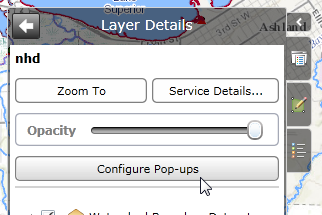 Superior
Layer Details
Ashland
nhd
Zoom To
Service Details...
Opacity
Configure Pop-ups